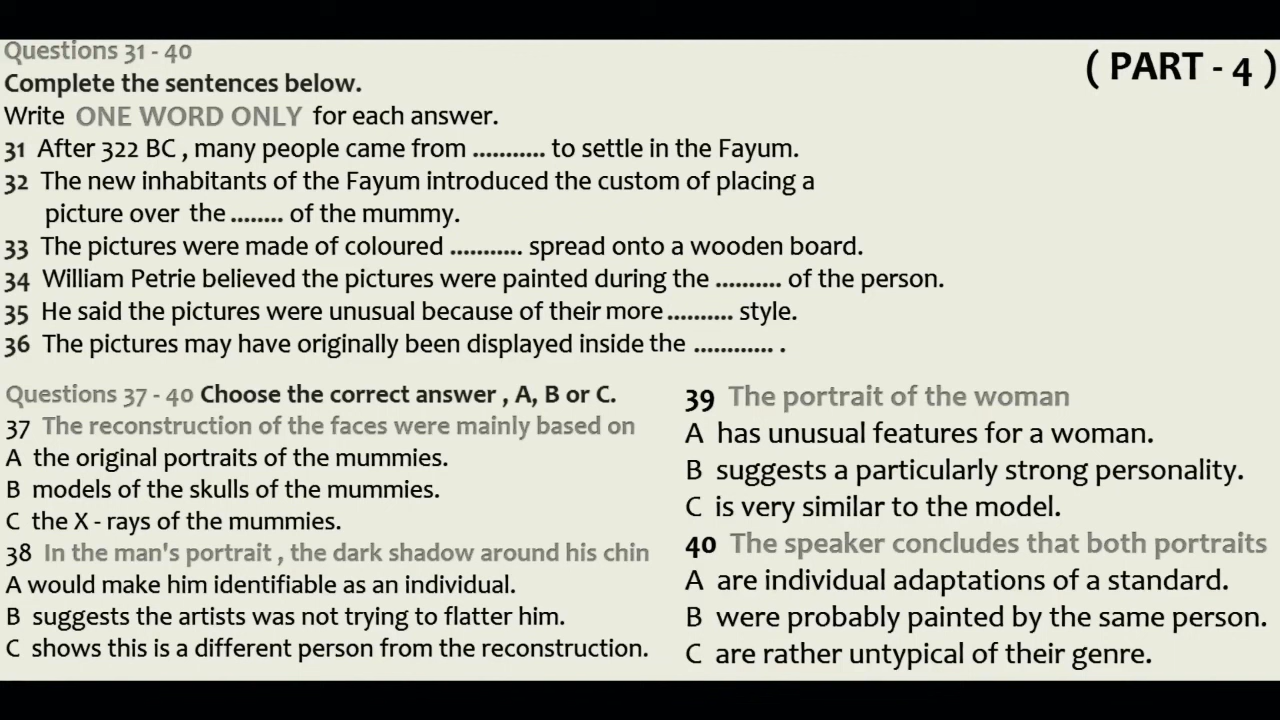 Questions 31 - 40
( PART - 4 )
Complete the sentences below.
Write ONE WORD ONLY for each answer.
31 After 322 BC , many people came from ........... to settle in the Fayum.
32 The new inhabitants of the Fayum introduced the custom of placing a
picture over the ........ of the mummy.
33 The pictures were made of coloured ........... spread onto a wooden board.
34 William Petrie believed the pictures were painted during the .......... of the person.
35 He said the pictures were unusual because of their more .......... style.
36 The pictures may have originally been displayed inside the ............ .
Questions 37 - 40 Choose the correct answer , A, B or C.
37 The reconstruction of the faces were mainly based on
A the original portraits of the mummies.
B models of the skulls of the mummies.
C the X - rays of the mummies.
38 In the man's portrait , the dark shadow around his chin
A would make him identifiable as an individual.
B suggests the artists was not trying to flatter him.
C shows this is a different person from the reconstruction.
39 The portrait of the woman
A has unusual features for a woman.
B suggests a particularly strong personality.
C is very similar to the model.
40 The speaker concludes that both portraits
A are individual adaptations of a standard.
B were probably painted by the same person.
C are rather untypical of their genre.